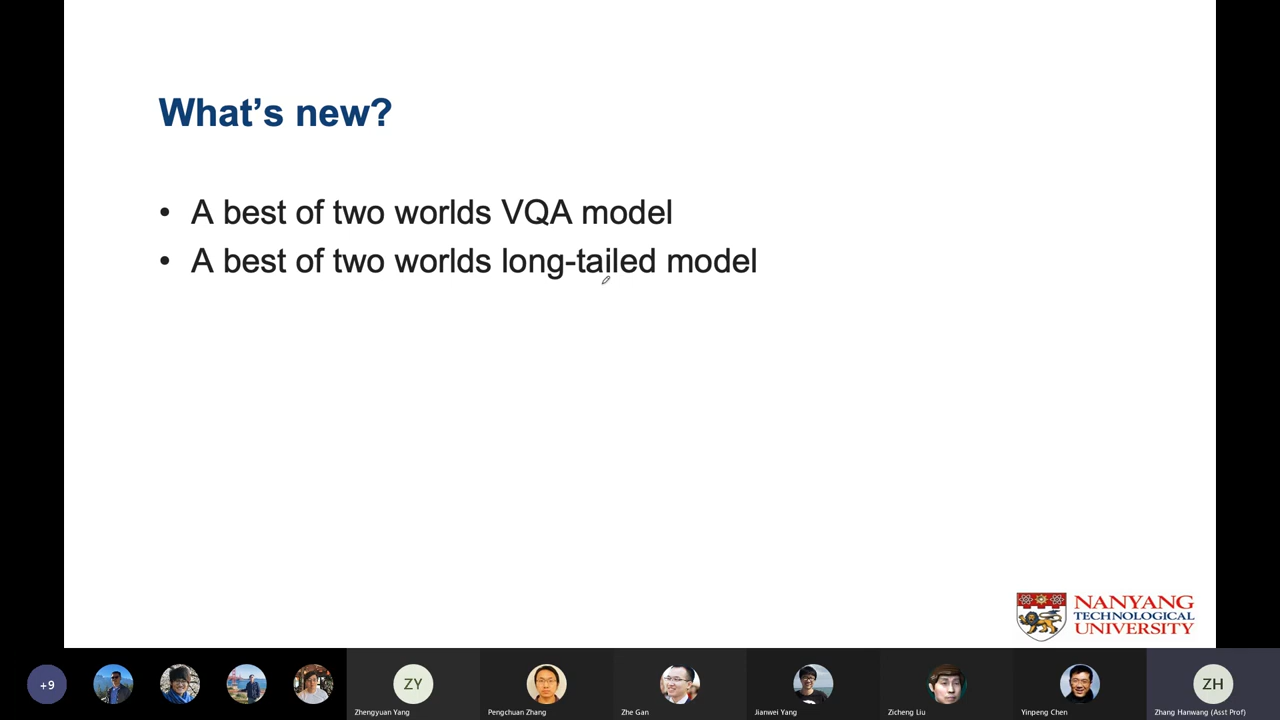 What's new?
• A best of two worlds VQA model
• A best of two worlds long-tailed model
NANYANG
TECHNOLOGICAL
UNIVERSITY
+9
ZY
ZH
Zhengyuan Yang
Pengchuan Zhang
Zhe Gan
Jianwei Yang
Zicheng Liu
Yinpeng Chen
Zhang Hanwang (Asst Prof)